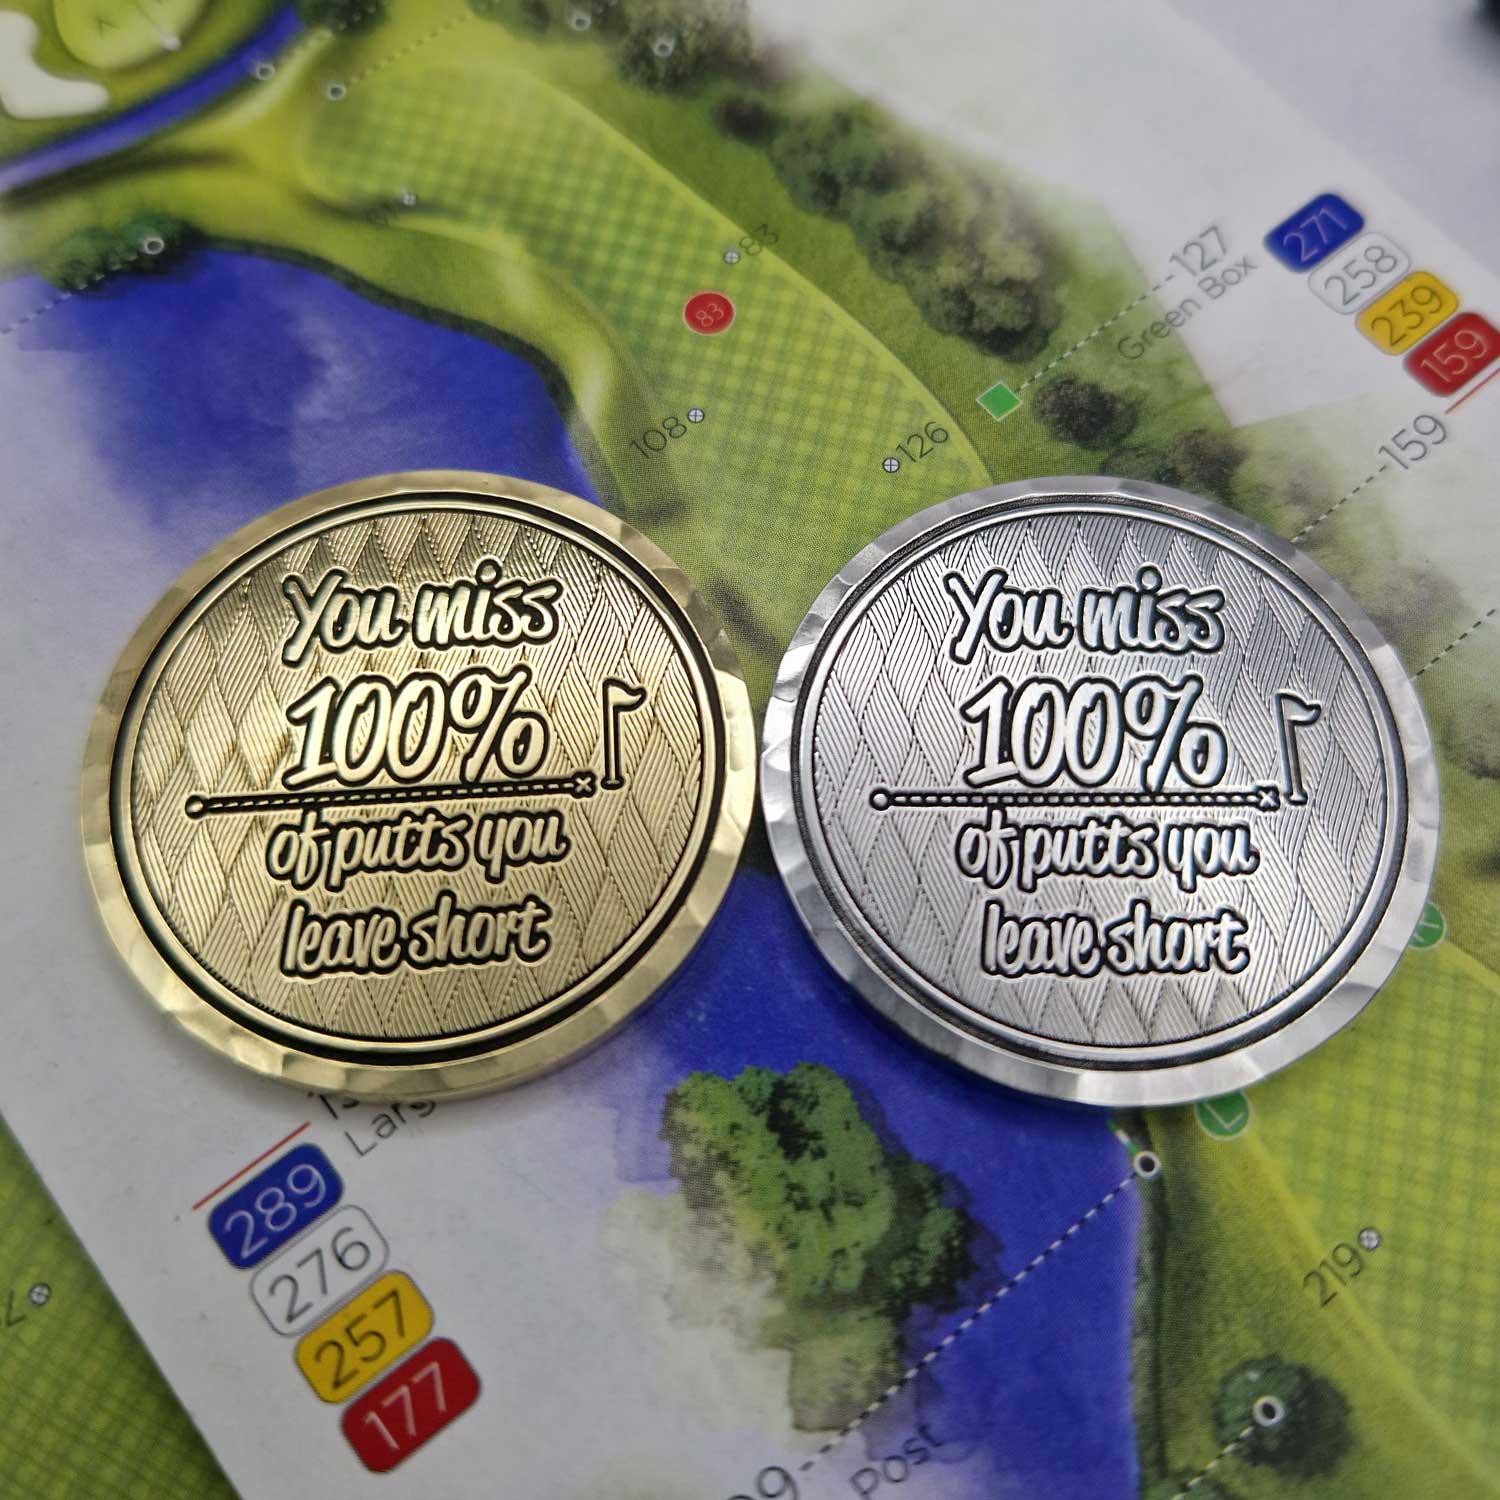 You miss
100%
of putts you
leave short
You miss
100%
of putts you
leave short
83
83
108
126
127
Green Box
271
258
239
159
159
289
276
257
177
219
Post
L